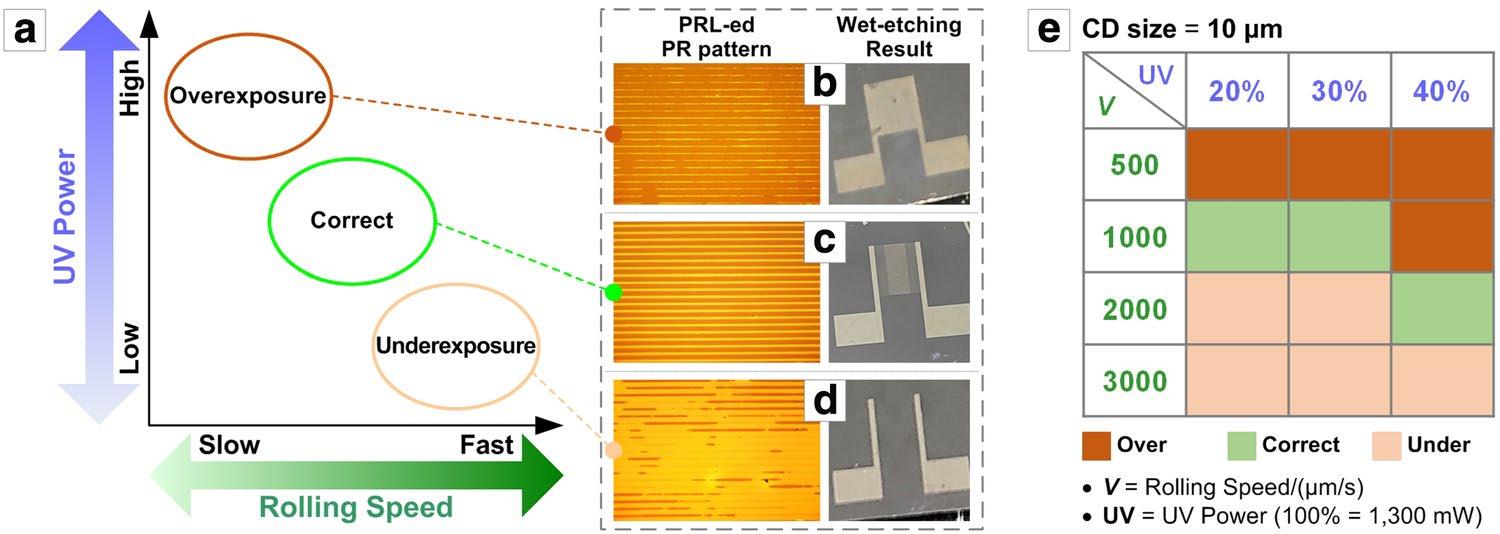 a
UV Power
High
Low
Overexposure
Correct
Underexposure
Slow
Fast
Rolling Speed
PRL-ed
PR pattern
Wet-etching
Result
b
c
d
e
CD size = 10 μm
UV
V
20%
30%
40%
500
1000
2000
3000
Over
Correct
Under
• V = Rolling Speed/(μm/s)
• UV = UV Power (100% = 1,300 mW)